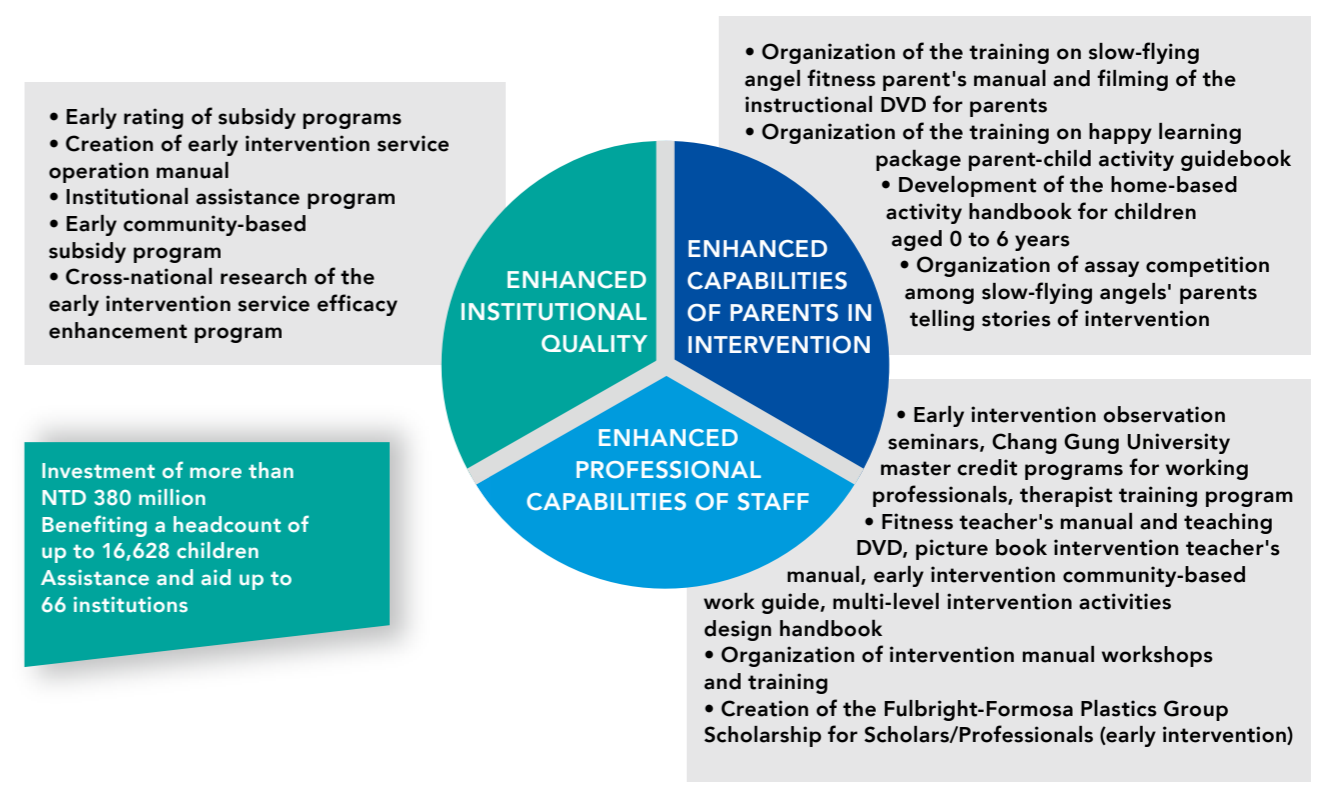 • Early rating of subsidy programs
• Creation of early intervention service
operation manual
• Institutional assistance program
• Early community-based
subsidy program
• Cross-national research of the
early intervention service efficacy
enhancement program
ENHANCED
INSTITUTIONAL
QUALITY
• Organization of the training on slow-flying
angel fitness parent's manual and filming of the
instructional DVD for parents
• Organization of the training on happy learning
package parent-child activity guidebook
• Development of the home-based
activity handbook for children
aged 0 to 6 years
• Organization of assay competition
among slow-flying angels' parents
telling stories of intervention
ENHANCED
CAPABILITIES
OF PARENTS IN
INTERVENTION
Investment of more than
NTD 380 million
Benefiting a headcount of
up to 16,628 children
Assistance and aid up to
66 institutions
ENHANCED
PROFESSIONAL
CAPABILITIES OF STAFF
• Early intervention observation
seminars, Chang Gung University
master credit programs for working
professionals, therapist training program
• Fitness teacher's manual and teaching
DVD, picture book intervention teacher's
manual, early intervention community-based
work guide, multi-level intervention activities
design handbook
• Organization of intervention manual workshops
and training
• Creation of the Fulbright-Formosa Plastics Group
Scholarship for Scholars/Professionals (early intervention)